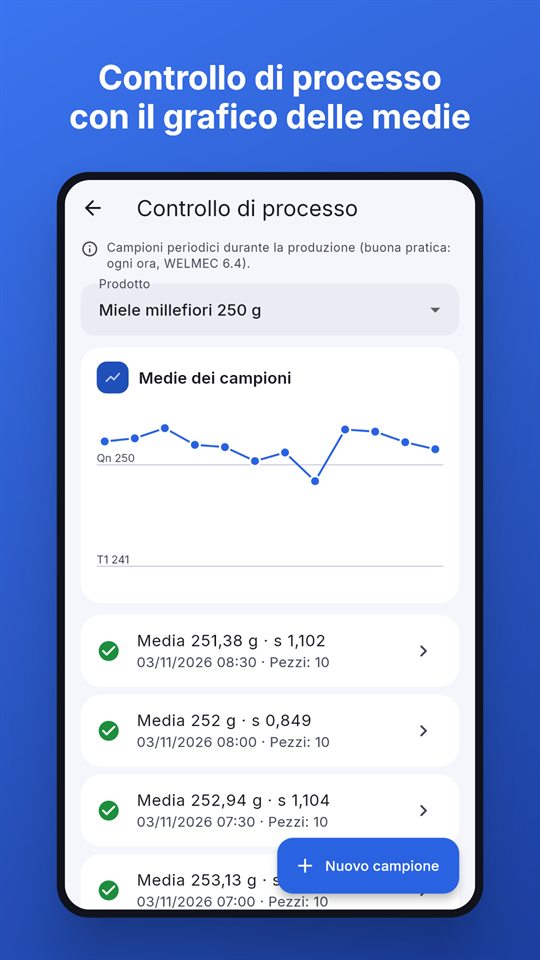 Controllo di processo
con il grafico delle medie
Controllo di processo
Campioni periodici durante la produzione (buona pratica:
ogni ora, WELMEC 6.4).
Prodotto
Miele millefiori 250 g
Medie dei campioni
Qn 250
T1 241
Media 251,38 g · s 1,102
03/11/2026 08:30 · Pezzi: 10
Media 252 g · s 0,849
03/11/2026 08:00 · Pezzi: 10
Media 252,94 g · s 1,104
03/11/2026 07:30 · Pezzi: 10
Media 253,13 g · s
03/11/2026 07:00 · Pezzi: 10
Nuovo campione